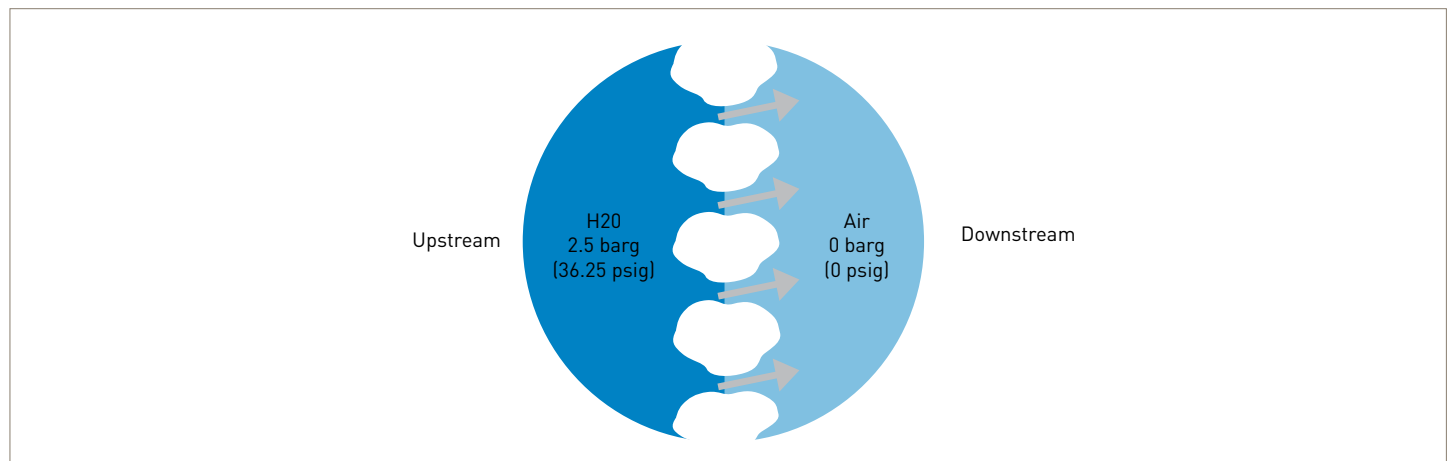 Upstream
H20
2.5 barg
(36.25 psig)
Air
0 barg
(0 psig)
Downstream